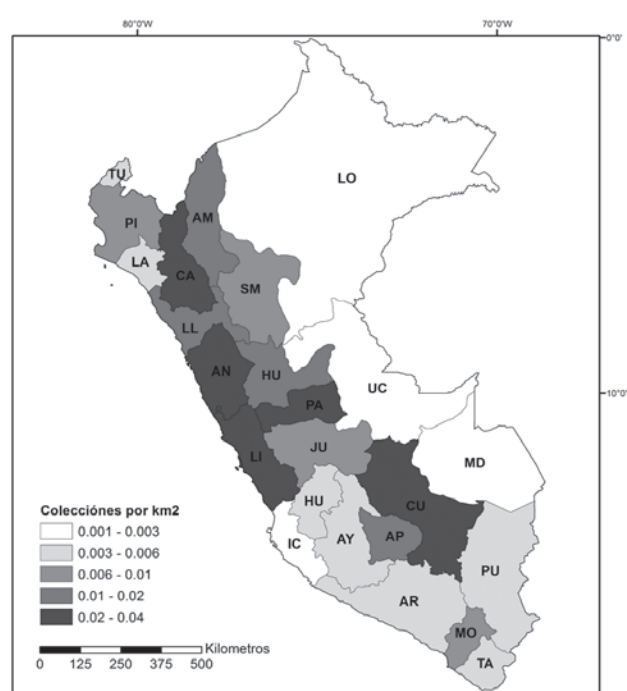 80°0'W 70°0'W
0°0'
TU
LO
PI
AM
LA
CA
SM
LL
AN
HU
UC
10°0'
PA
LI
JU
MD
HU
CU
IC
AY
AP
PU
AR
MO
TA
Colecciónes por km2
0.001 - 0.003
0.003 - 0.006
0.006 - 0.01
0.01 - 0.02
0.02 - 0.04
Kilometros
0 125 250 375 500